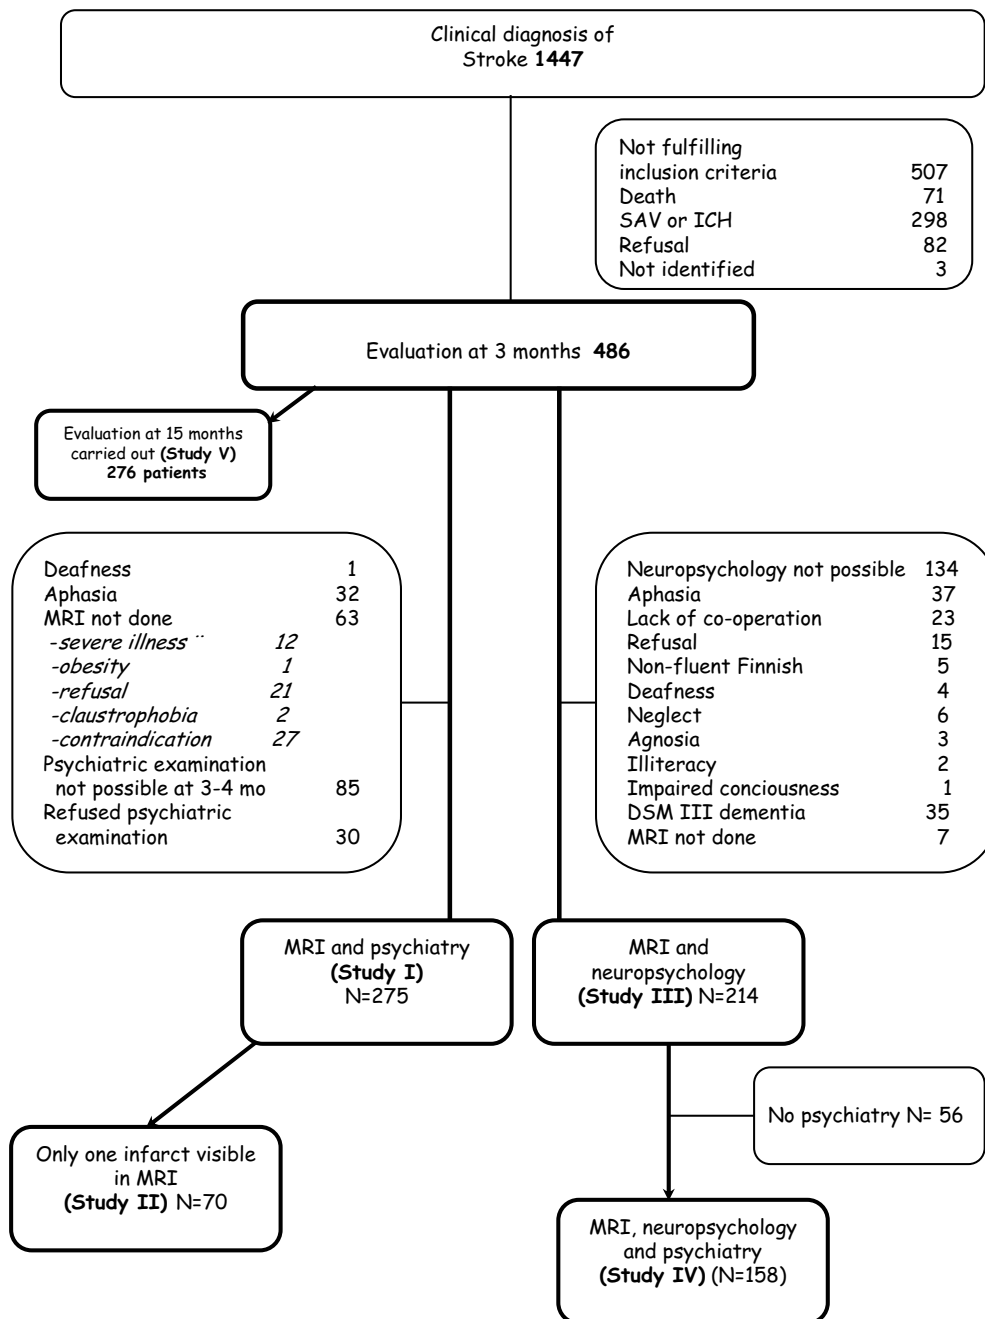 Clinical diagnosis of
Stroke 1447
Not fulfilling
inclusion criteria 507
Death 71
SAV or ICH 298
Refusal 82
Not identified 3
Evaluation at 3 months 486
Evaluation at 15 months
carried out (Study V)
276 patients
Deafness 1
Aphasia 32
MRI not done 63
-severe illness ¨ 12
-obesity 1
-refusal 21
-claustrophobia 2
-contraindication 27
Psychiatric examination
not possible at 3-4 mo 85
Refused psychiatric
examination 30
Neuropsychology not possible 134
Aphasia 37
Lack of co-operation 23
Refusal 15
Non-fluent Finnish 5
Deafness 4
Neglect 6
Agnosia 3
Illiteracy 2
Impaired conciousness 1
DSM III dementia 35
MRI not done 7
MRI and psychiatry
(Study I)
N=275
MRI and
neuropsychology
(Study III) N=214
No psychiatry N= 56
Only one infarct visible
in MRI
(Study II) N=70
MRI, neuropsychology
and psychiatry
(Study IV) (N=158)